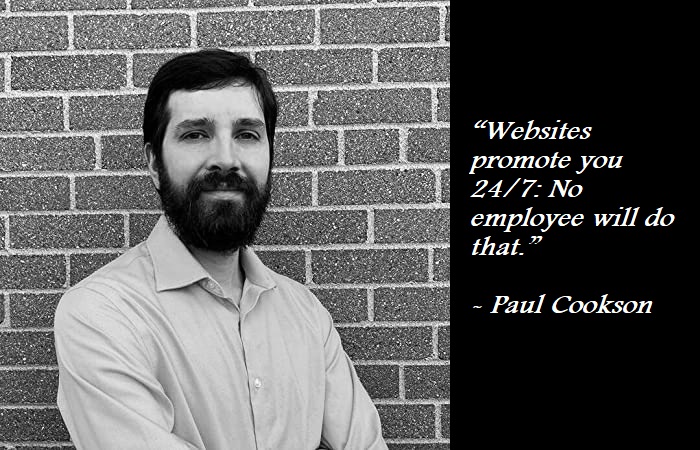 “Websites
promote you
24/7: No
employee will do
that.”
~ Paul Cookson